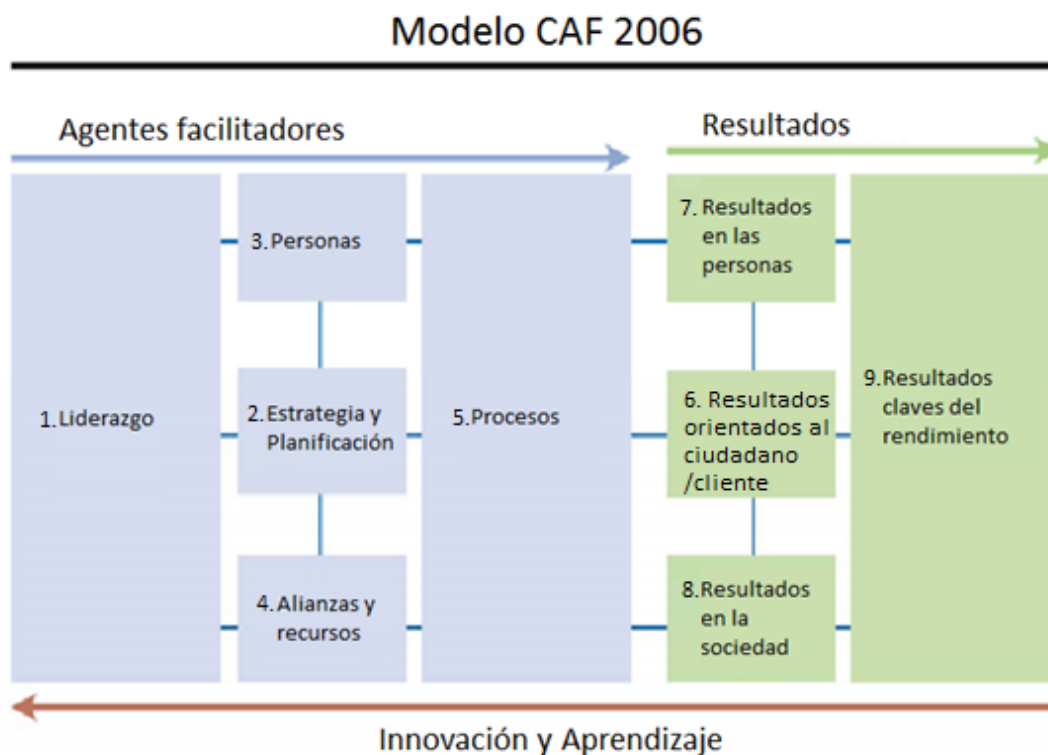 Modelo CAF 2006
Agentes facilitadores
Resultados
1. Liderazgo
3. Personas
2. Estrategia y
Planificación
4. Alianzas y
recursos
5. Procesos
7. Resultados
en las
personas
6. Resultados
orientados al
ciudadano
/cliente
8. Resultados
en la
sociedad
9. Resultados
claves del
rendimiento
Innovación y Aprendizaje